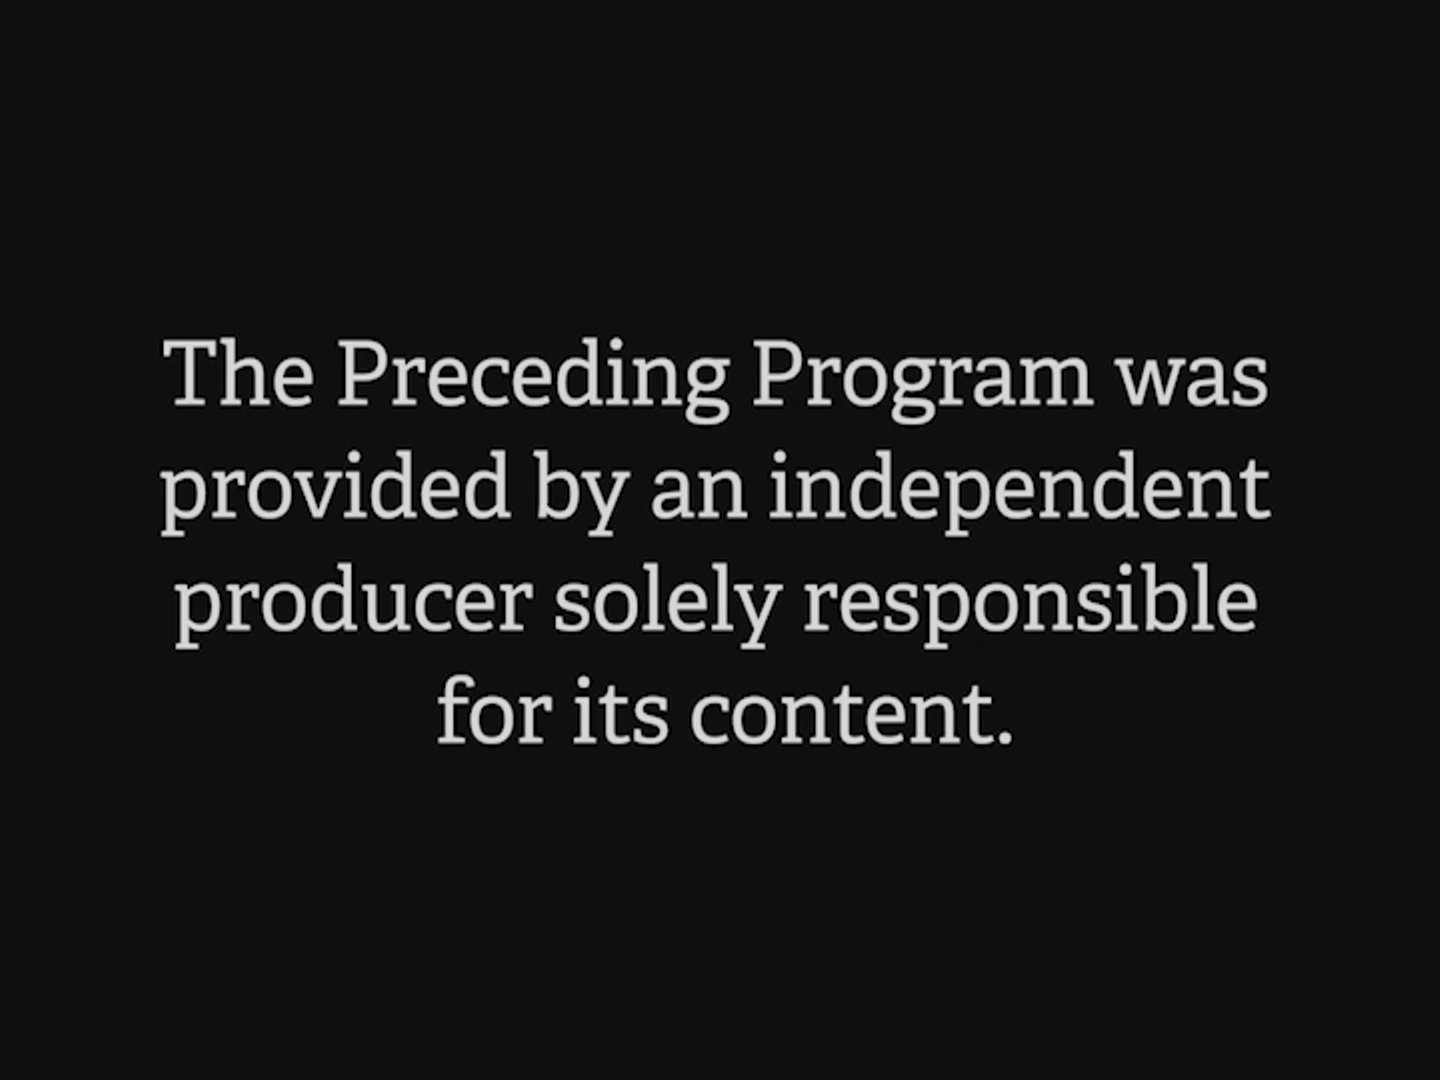 The Preceding Program was
provided by an independent
producer solely responsible
for its content.